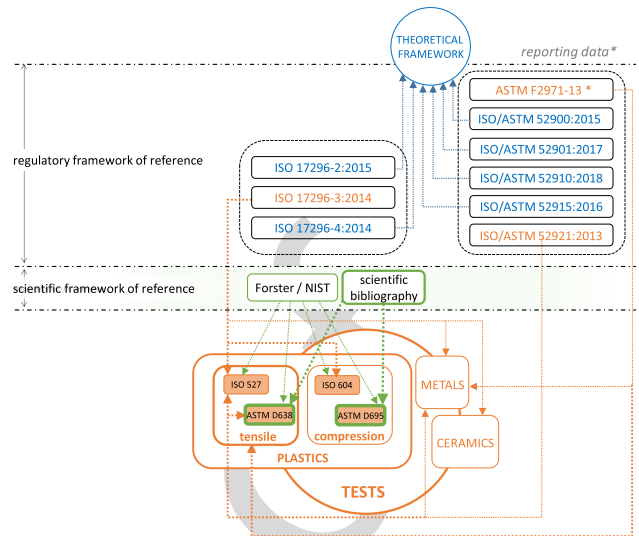 THEORETICAL
FRAMEWORK
reporting data*
ASTM F2971-13 *
ISO/ASTM 52900:2015
ISO/ASTM 52901:2017
ISO/ASTM 52910:2018
ISO/ASTM 52915:2016
ISO/ASTM 52921:2013
regulatory framework of reference
ISO 17296-2:2015
ISO 17296-3:2014
ISO 17296-4:2014
scientific framework of reference
Forster / NIST
scientific
bibliography
ISO 527
ASTM D638
tensile
ISO 604
ASTM D695
compression
PLASTICS
METALS
CERAMICS
TESTS